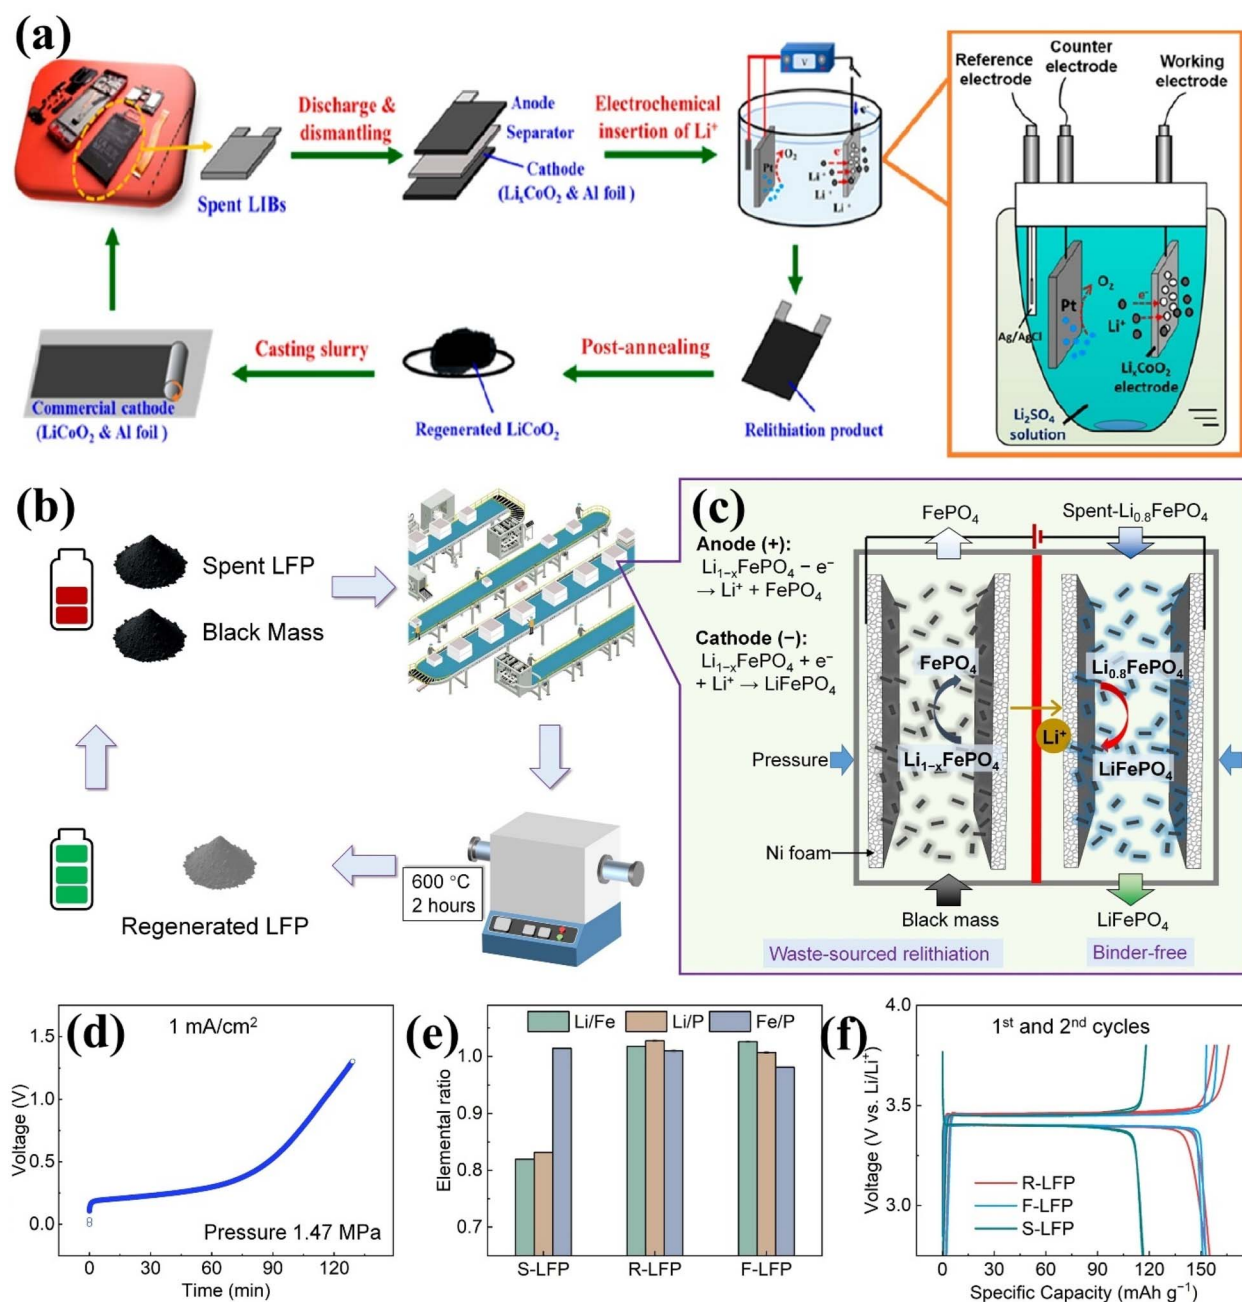 (a)
Spent LIBs
Discharge &
dismantling
Anode
Separator
Cathode
(LiₓCoO₂ & Al foil )
Electrochemical
insertion of Li⁺
V
e⁻
O₂
Pt
e⁻
Li⁺
Li⁺
Li⁺
Reference
electrode
Counter
electrode
Working
electrode
Pt
O₂
e⁻
Li⁺
Ag/AgCl
LiₓCoO₂
electrode
Li₂SO₄
solution
Commercial cathode
(LiCoO₂ & Al foil )
Casting slurry
Regenerated LiCoO₂
Post-annealing
Relithiation product
(b)
Spent LFP
Black Mass
600 °C
2 hours
Regenerated LFP
(c)
FePO₄
Spent-Li₀.₈FePO₄
Anode (+):
Li₁₋ₓFePO₄ − e⁻
→ Li⁺ + FePO₄
Cathode (−):
Li₁₋ₓFePO₄ + e⁻
+ Li⁺ → LiFePO₄
FePO₄
Li₁₋ₓFePO₄
Li⁺
Li₀.₈FePO₄
LiFePO₄
Pressure
Ni foam
Black mass
LiFePO₄
Waste-sourced relithiation
Binder-free
(d)
1 mA/cm²
Pressure 1.47 MPa
Voltage (V)
1.5
1.0
0.5
0.0
0 30 60 90 120
Time (min)
(e)
Li/Fe Li/P Fe/P
Elemental ratio
1.0
0.9
0.8
0.7
S-LFP R-LFP F-LFP
(f)
1ˢᵗ and 2ⁿᵈ cycles
Voltage (V vs. Li/Li⁺)
4.0
3.5
3.0
R-LFP
F-LFP
S-LFP
0 30 60 90 120 150
Specific Capacity (mAh g⁻¹)